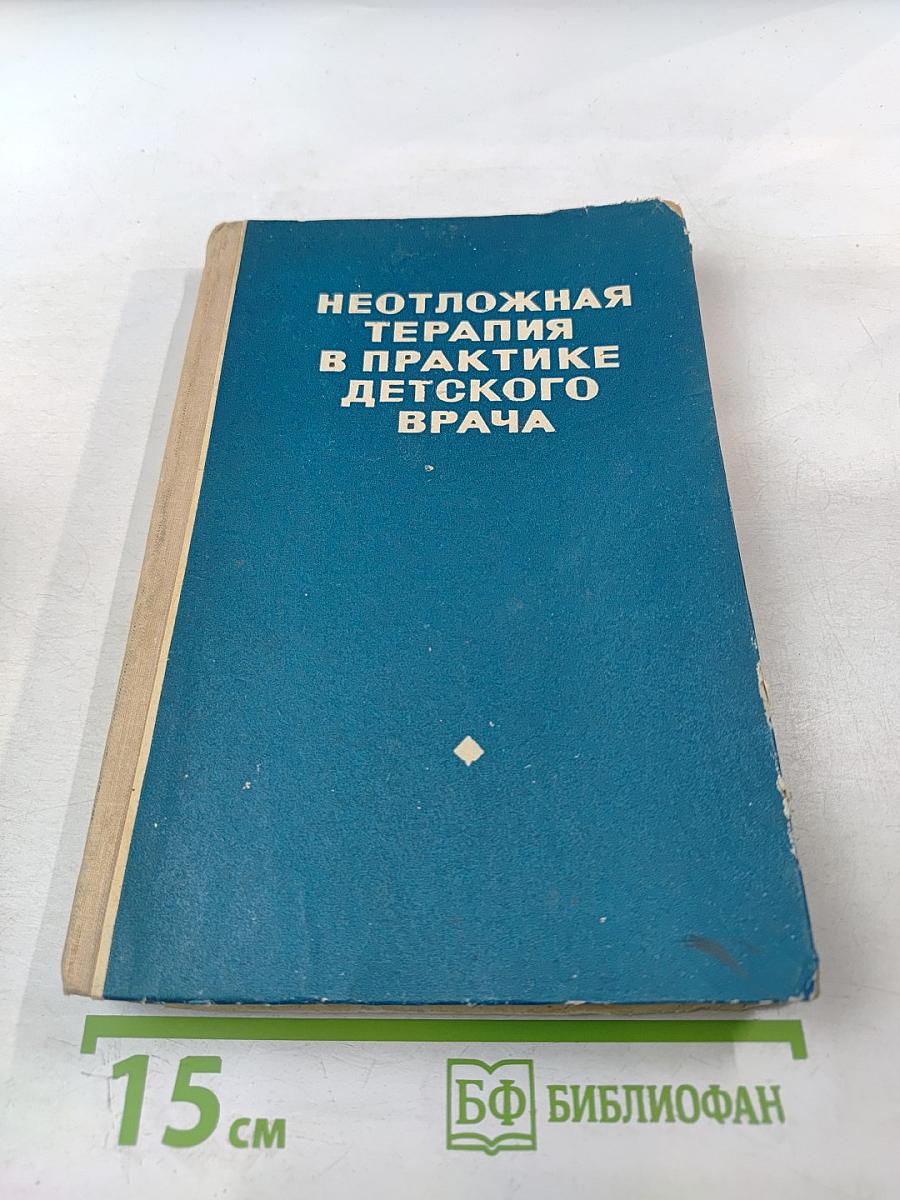 НЕОТЛОЖНАЯ
ТЕРАПИЯ
В ПРАКТИКЕ
ДЕТСКОГО
ВРАЧА
15 см
БФ БИБЛИОФАН